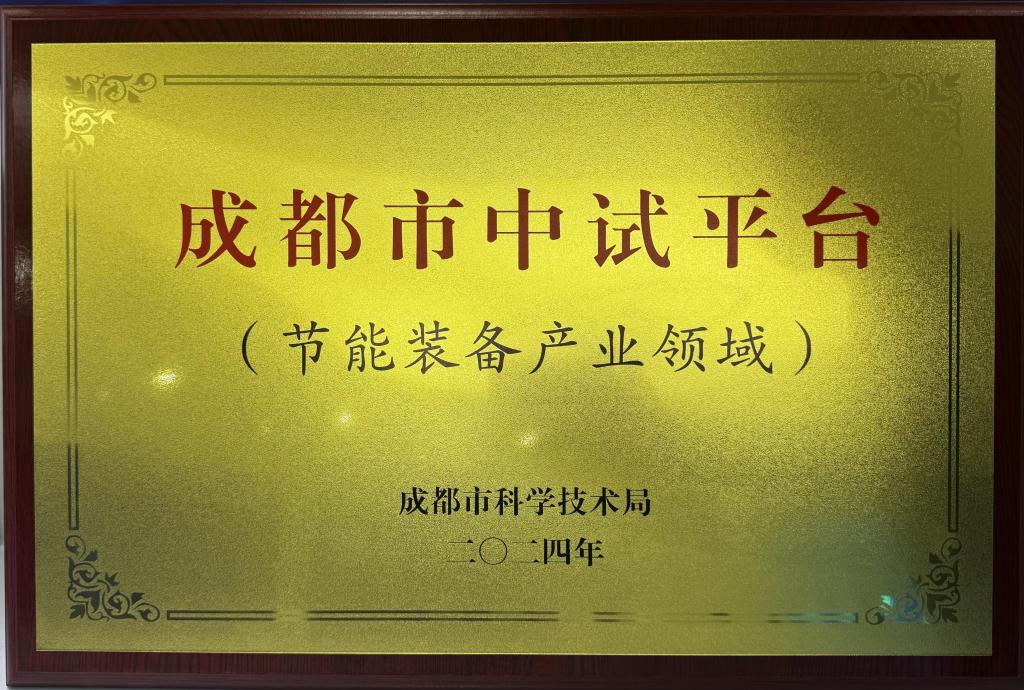 成都市中试平台
（节能装备产业领域）
成都市科学技术局
二〇二四年